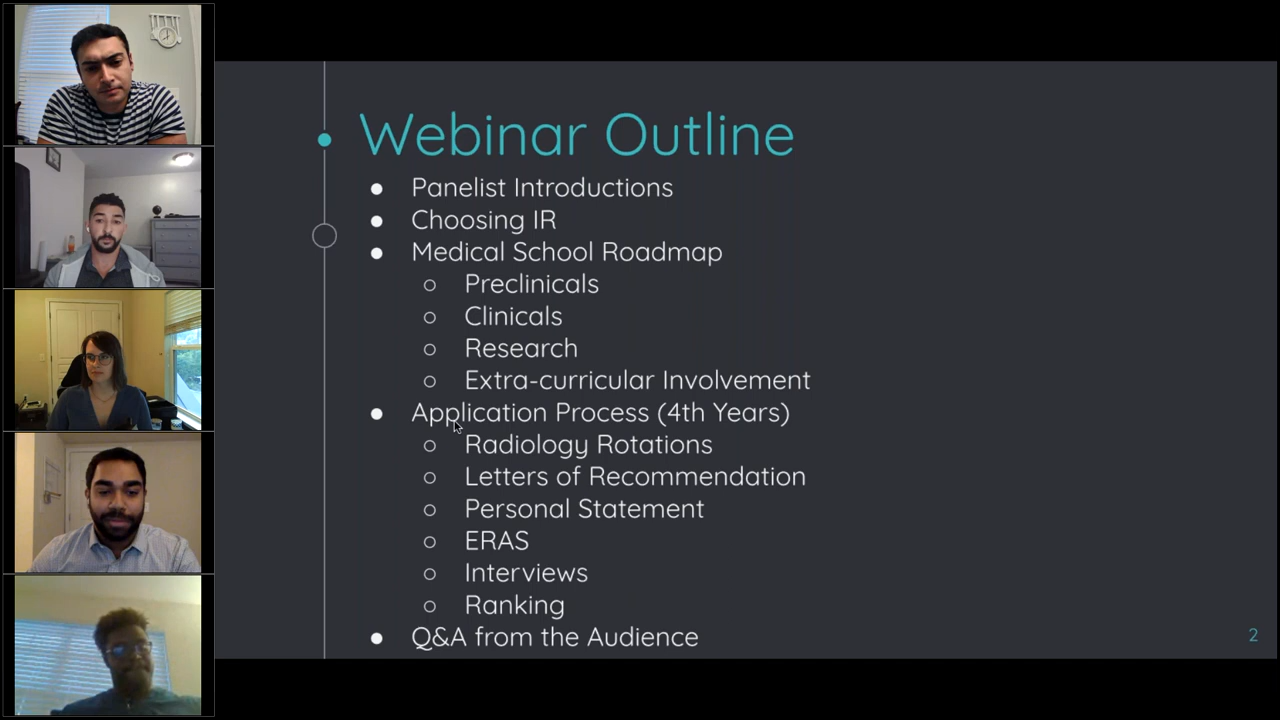 Webinar Outline
● Panelist Introductions
● Choosing IR
● Medical School Roadmap
○ Preclinicals
○ Clinicals
○ Research
○ Extra-curricular Involvement
● Application Process (4th Years)
○ Radiology Rotations
○ Letters of Recommendation
○ Personal Statement
○ ERAS
○ Interviews
○ Ranking
● Q&A from the Audience
2